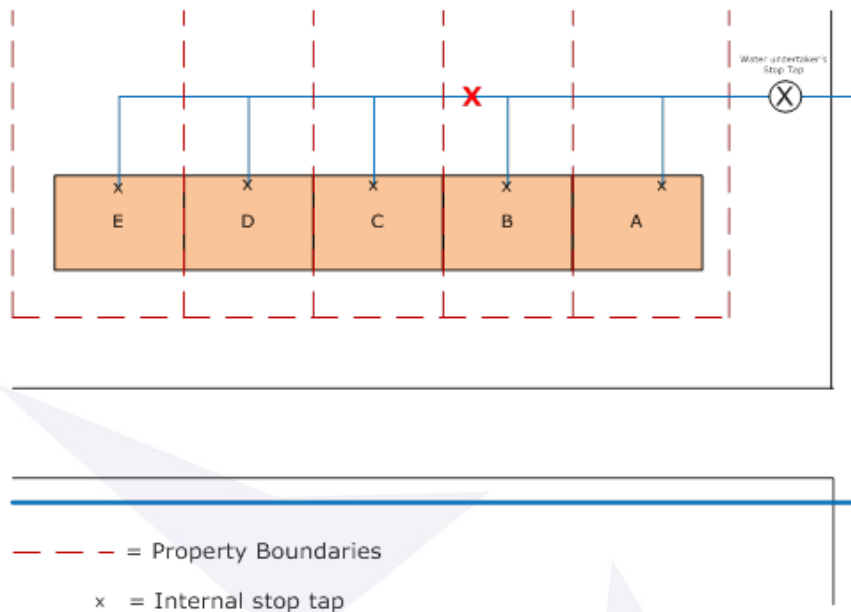 Water undertaker's
Stop Tap
X
X
x x x x x
E D C B A
= Property Boundaries
x = Internal stop tap